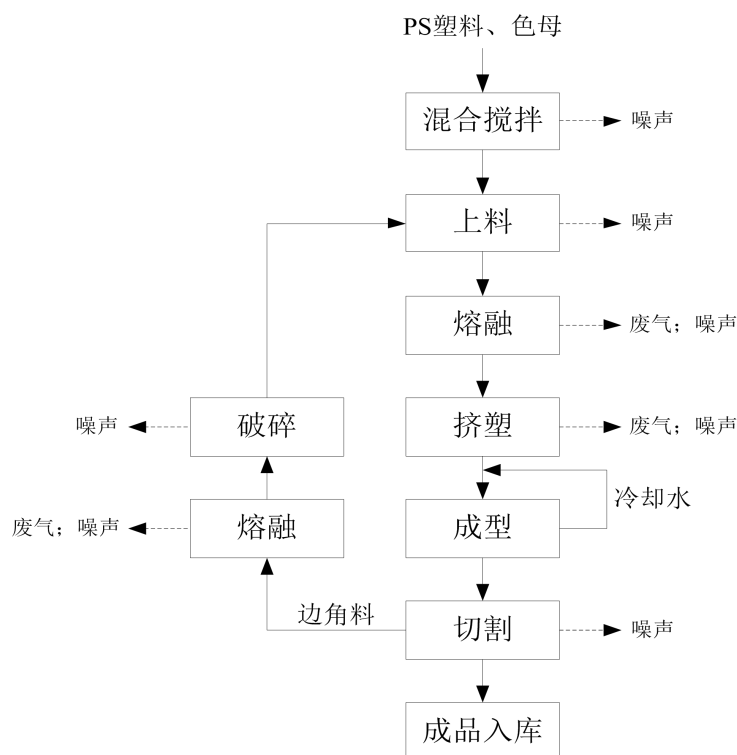 PS塑料、色母
混合搅拌
噪声
上料
噪声
熔融
废气；噪声
噪声
破碎
挤塑
废气；噪声
冷却水
废气；噪声
熔融
成型
边角料
切割
噪声
成品入库